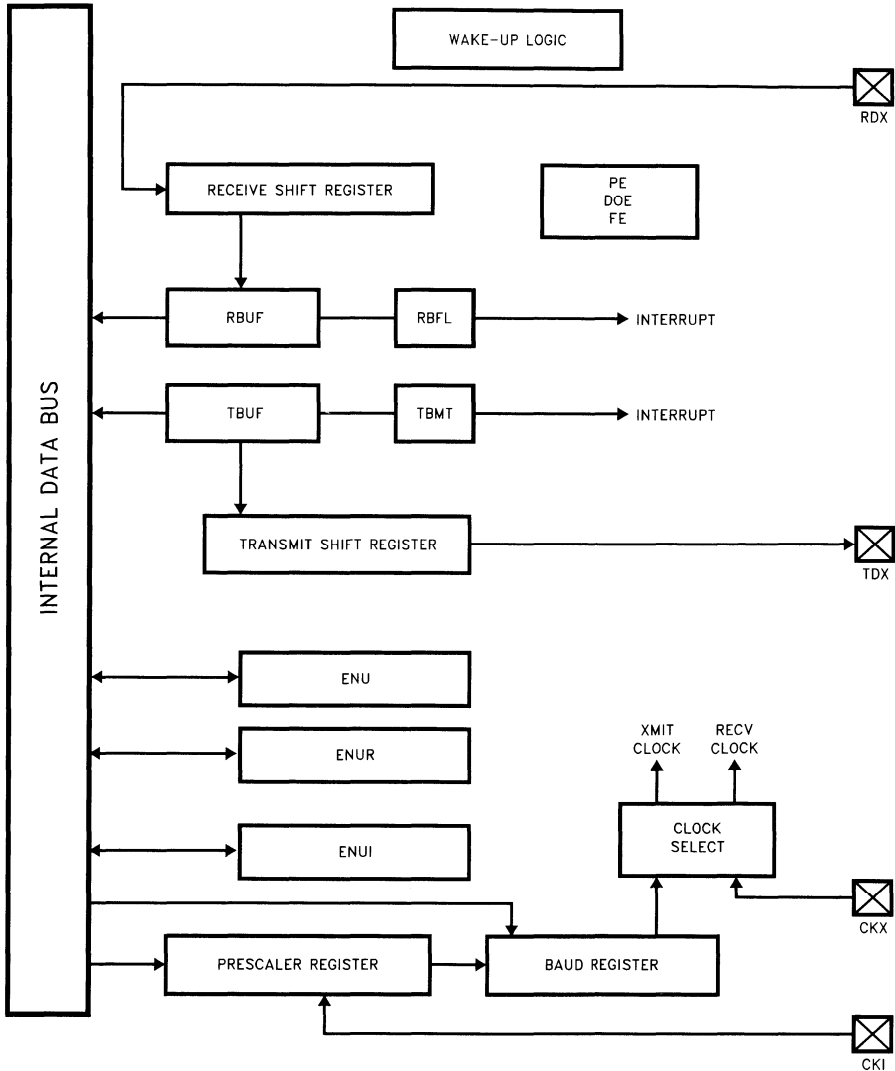 WAKE-UP LOGIC
RDX
RECEIVE SHIFT REGISTER
PE
DOE
FE
RBUF
RBFL
INTERRUPT
INTERNAL DATA BUS
TBUF
TBMT
INTERRUPT
TRANSMIT SHIFT REGISTER
TDX
ENU
ENUR
XMIT
CLOCK
RECV
CLOCK
CLOCK
SELECT
ENUI
CKX
PRESCALER REGISTER
BAUD REGISTER
CKI